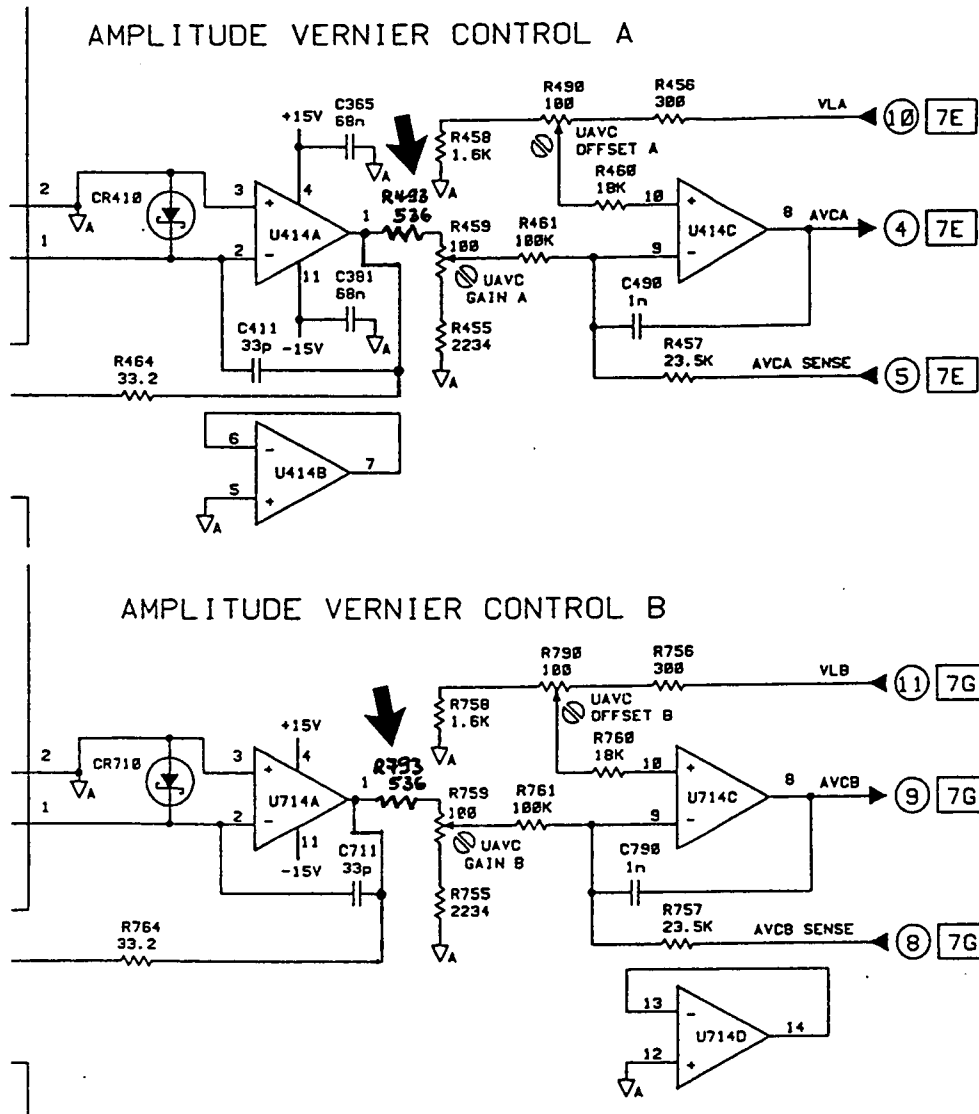 AMPLITUDE VERNIER CONTROL A
+15V
C365
68n
A
R458
1.6K
A
R490
100
UAVC
OFFSET A
R456
300
VLA
10
7E
2
A
CR410
1
3
+
4
U414A
2
-
11
1
R493
536
R459
100
UAVC
GAIN A
R460
18K
R461
100K
10
+
U414C
9
-
8
AVCA
4
7E
C381
68n
A
-15V
C411
33p
R455
2234
A
C490
1n
R457
23.5K
AVCA SENSE
5
7E
R464
33.2
6
-
U414B
7
5
+
A
AMPLITUDE VERNIER CONTROL B
+15V
R758
1.6K
A
R790
100
UAVC
OFFSET B
R756
300
VLB
11
7G
2
A
CR710
1
3
+
4
U714A
2
-
11
-15V
1
R793
536
R759
100
UAVC
GAIN B
R760
18K
R761
100K
10
+
U714C
9
-
8
AVCB
9
7G
C711
33p
R755
2234
A
C790
1n
R757
23.5K
AVCB SENSE
8
7G
R764
33.2
13
-
U714D
14
12
+
A